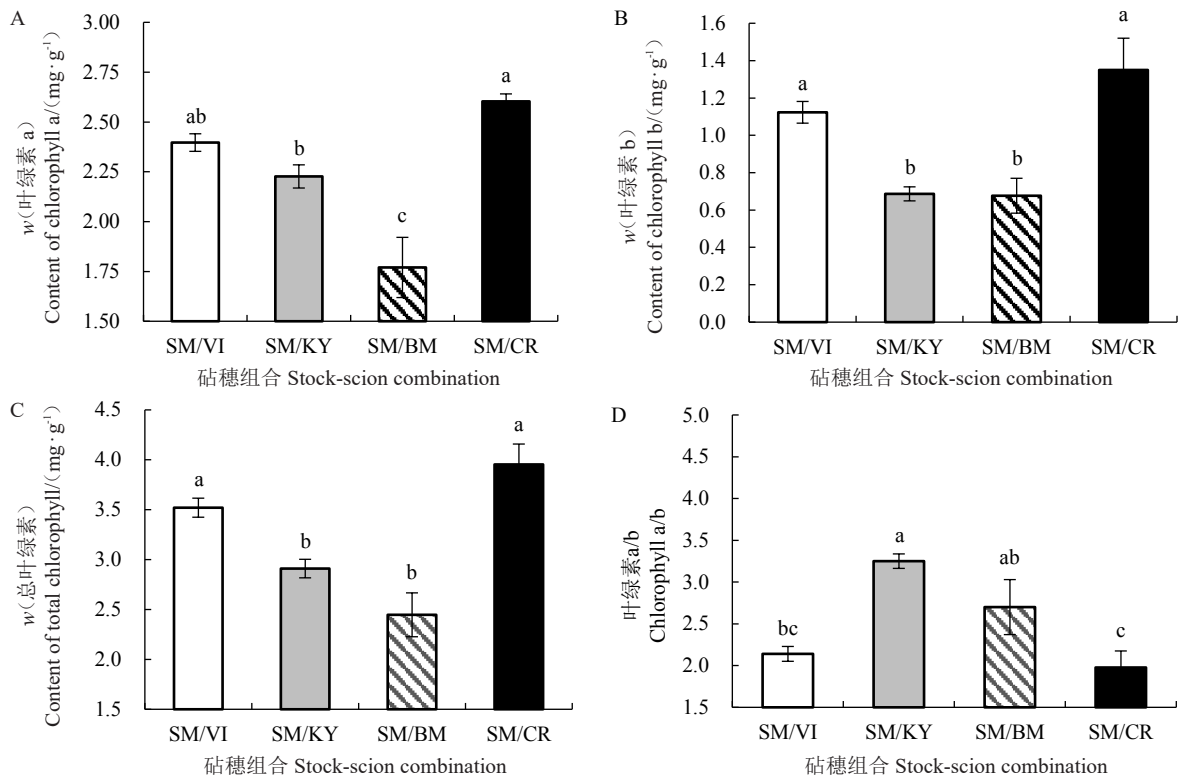 A
w(叶绿素 a)
Content of chlorophyll a/(mg·g⁻¹)
3.00
2.75
2.50
2.25
2.00
1.75
1.50
ab
b
c
a
SM/VI SM/KY SM/BM SM/CR
砧穗组合 Stock-scion combination
B
w(叶绿素 b)
Content of chlorophyll b/(mg·g⁻¹)
1.6
1.4
1.2
1.0
0.8
0.6
0.4
0.2
0.0
a
b
b
a
SM/VI SM/KY SM/BM SM/CR
砧穗组合 Stock-scion combination
C
w(总叶绿素)
Content of total chlorophyll/(mg·g⁻¹)
4.5
4.0
3.5
3.0
2.5
2.0
1.5
a
b
b
a
SM/VI SM/KY SM/BM SM/CR
砧穗组合 Stock-scion combination
D
叶绿素a/b
Chlorophyll a/b
5.0
4.5
4.0
3.5
3.0
2.5
2.0
1.5
bc
a
ab
c
SM/VI SM/KY SM/BM SM/CR
砧穗组合 Stock-scion combination